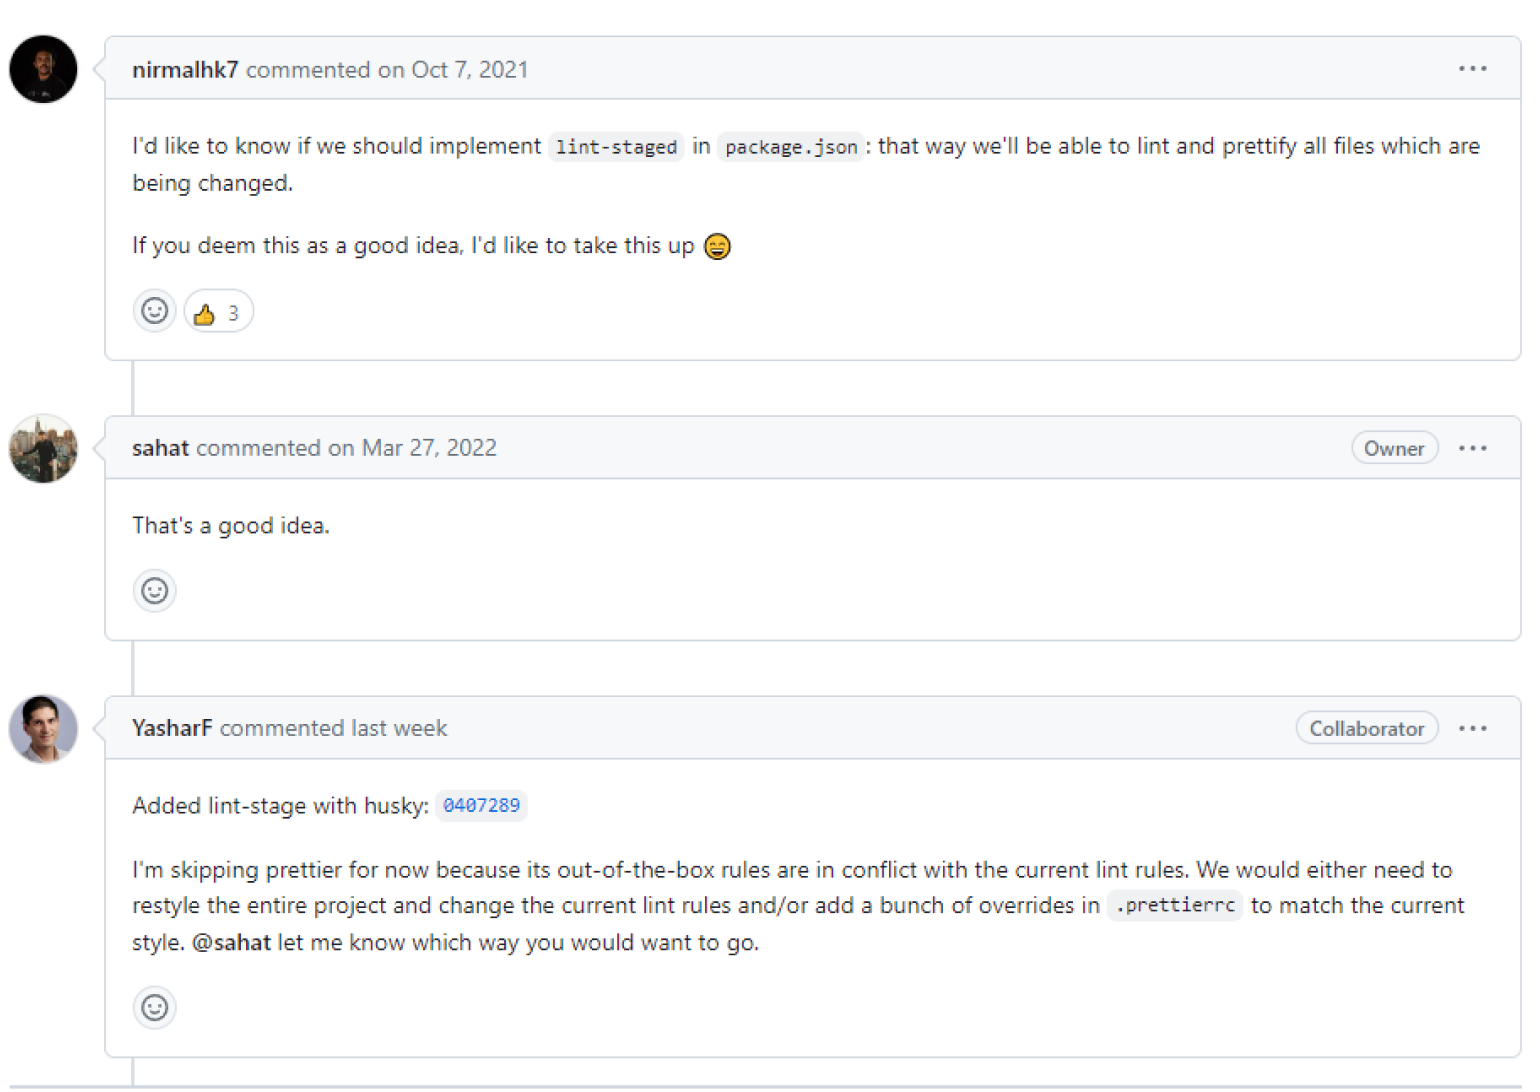 nirmalhk7 commented on Oct 7, 2021
I'd like to know if we should implement lint-staged in package.json: that way we'll be able to lint and prettify all files which are
being changed.
If you deem this as a good idea, I'd like to take this up 😄
👍 3
sahat commented on Mar 27, 2022 Owner
That's a good idea.
YasharF commented last week Collaborator
Added lint-stage with husky: 0407289
I'm skipping prettier for now because its out-of-the-box rules are in conflict with the current lint rules. We would either need to
restyle the entire project and change the current lint rules and/or add a bunch of overrides in .prettierrc to match the current
style. @sahat let me know which way you would want to go.